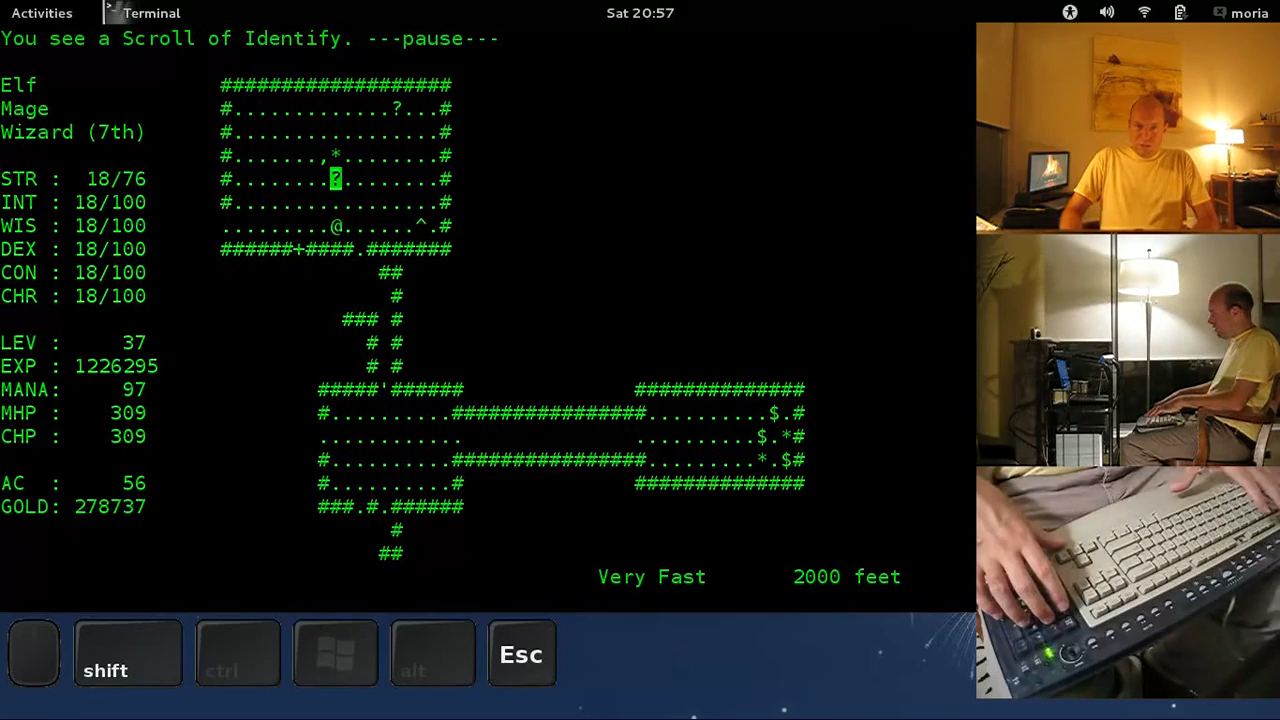 Activities Terminal Sat 20:57 moria
You see a Scroll of Identify. ---pause---
Elf ###################
Mage #.............?...#
Wizard (7th) #.................#
#.......,*........#
STR : 18/76 #........?........#
INT : 18/100 #.................#
WIS : 18/100 .........@......^.#
DEX : 18/100 ######+####.#######
CON : 18/100 ##
CHR : 18/100 #
### #
LEV : 37 # #
EXP : 1226295 # #
MANA: 97 #####'###### ##############
MHP : 309 #..........################..........$.#
CHP : 309 ............ ..........$.*#
#..........################.........*.$#
AC : 56 #..........# ##############
GOLD: 278737 ###.#.######
#
##
Very Fast 2000 feet
shift ctrl alt Esc